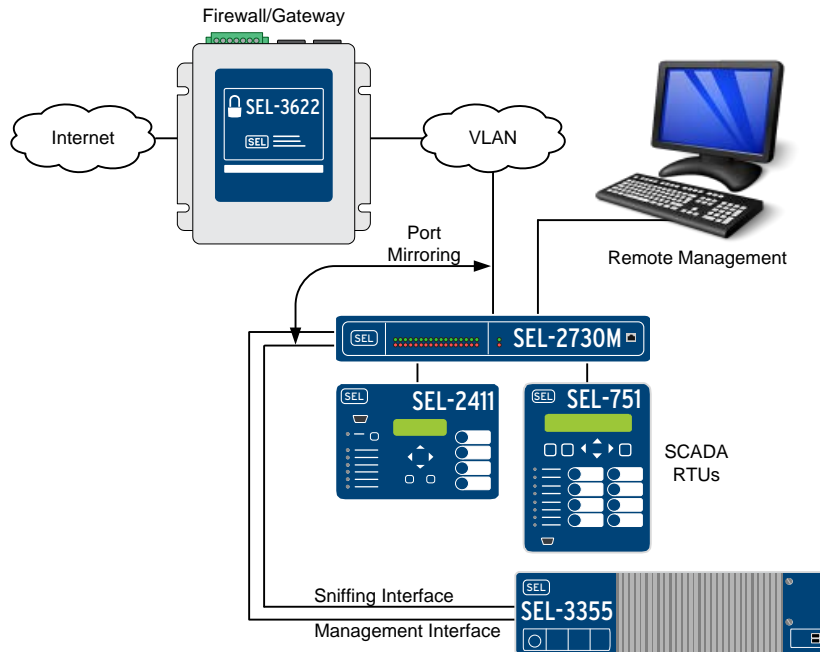 Firewall/Gateway
SEL-3622
SEL
Internet
VLAN
Port
Mirroring
Remote Management
SEL
SEL-2730M
SEL
SEL-2411
SEL
SEL-751
SCADA
RTUs
Sniffing Interface
Management Interface
SEL
SEL-3355